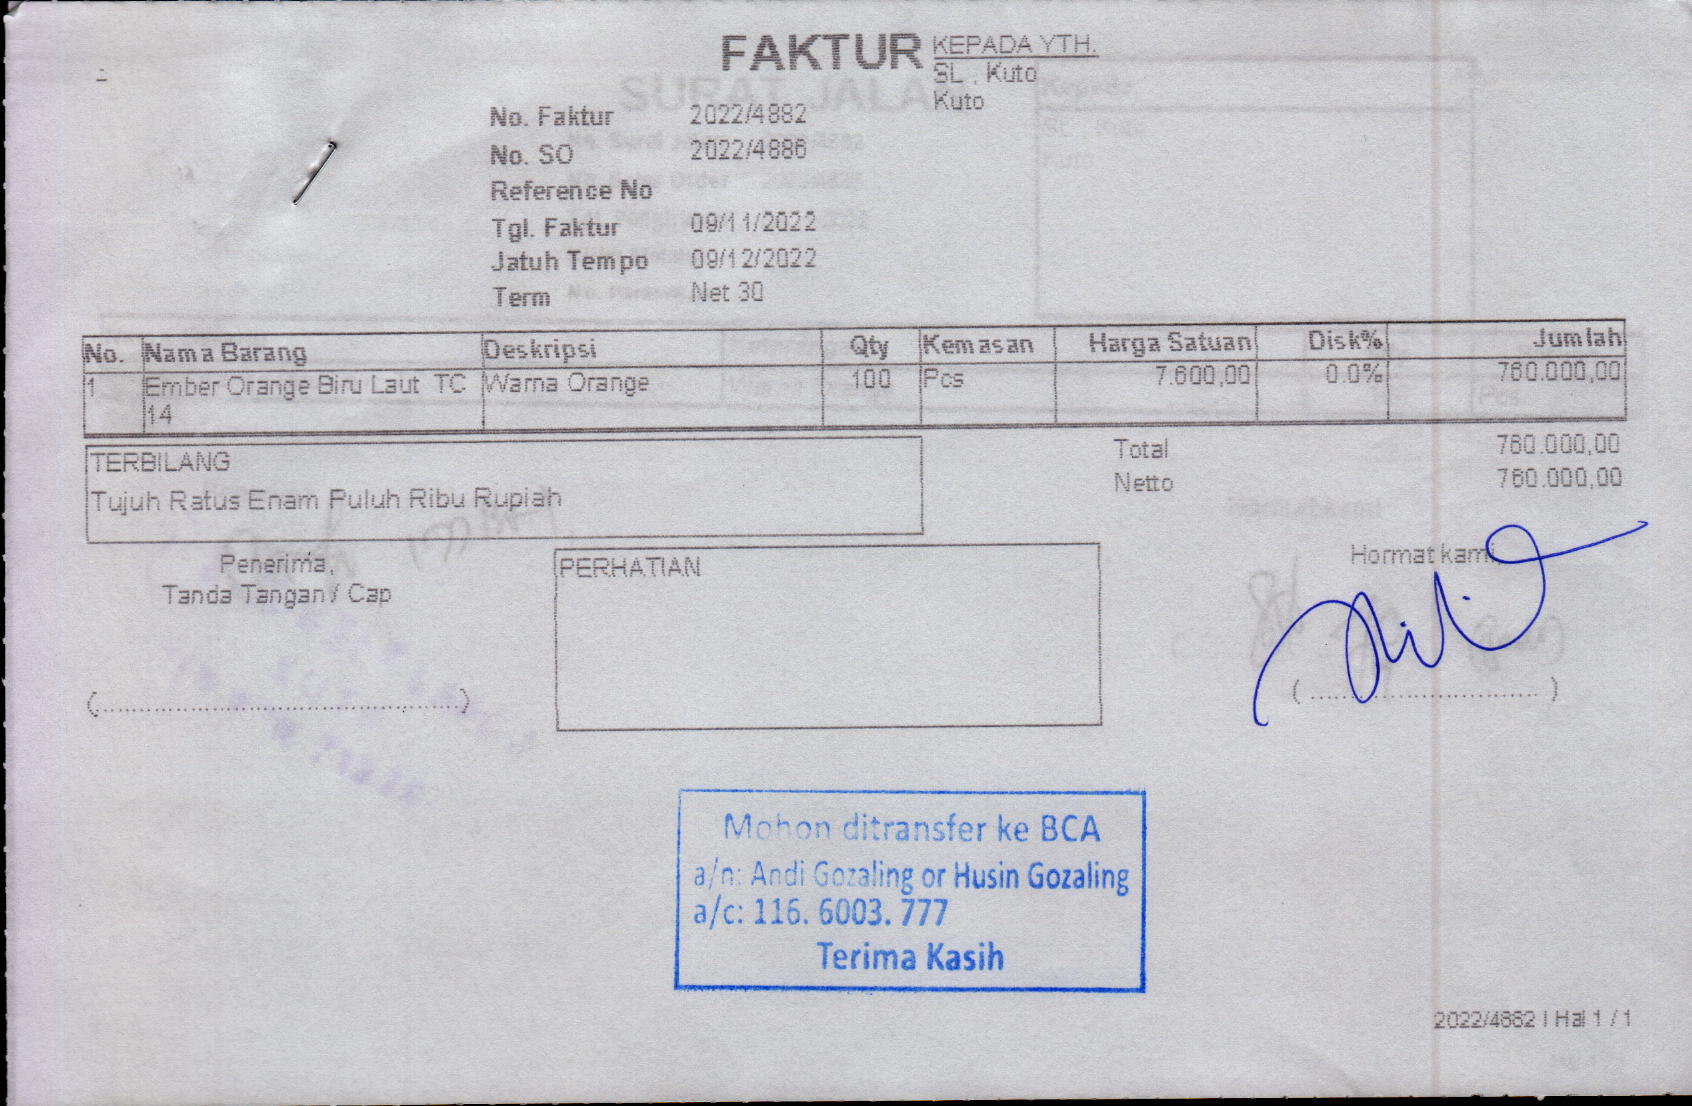 FAKTUR
KEPADA YTH.
SL . Kuto
Kuto
No. Faktur 2022/4882
No. SO 2022/4886
Reference No
Tgl. Faktur 09/11/2022
Jatuh Tempo 09/12/2022
Term Net 30
No. Nama Barang Deskripsi Qty Kemasan Harga Satuan Disk% Jumlah
1 Ember Orange Biru Laut TC Warna Orange 100 Pcs 7.600,00 0.0% 760.000,00
14
TERBILANG
Tujuh Ratus Enam Puluh Ribu Rupiah
Total 760.000,00
Netto 760.000,00
Penerima,
Tanda Tangan / Cap
(..........................................)
PERHATIAN
Hormat kami,
( .............................. )
Mohon ditransfer ke BCA
a/n: Andi Gozaling or Husin Gozaling
a/c: 116. 6003. 777
Terima Kasih
2022/4882 | Hal 1 / 1